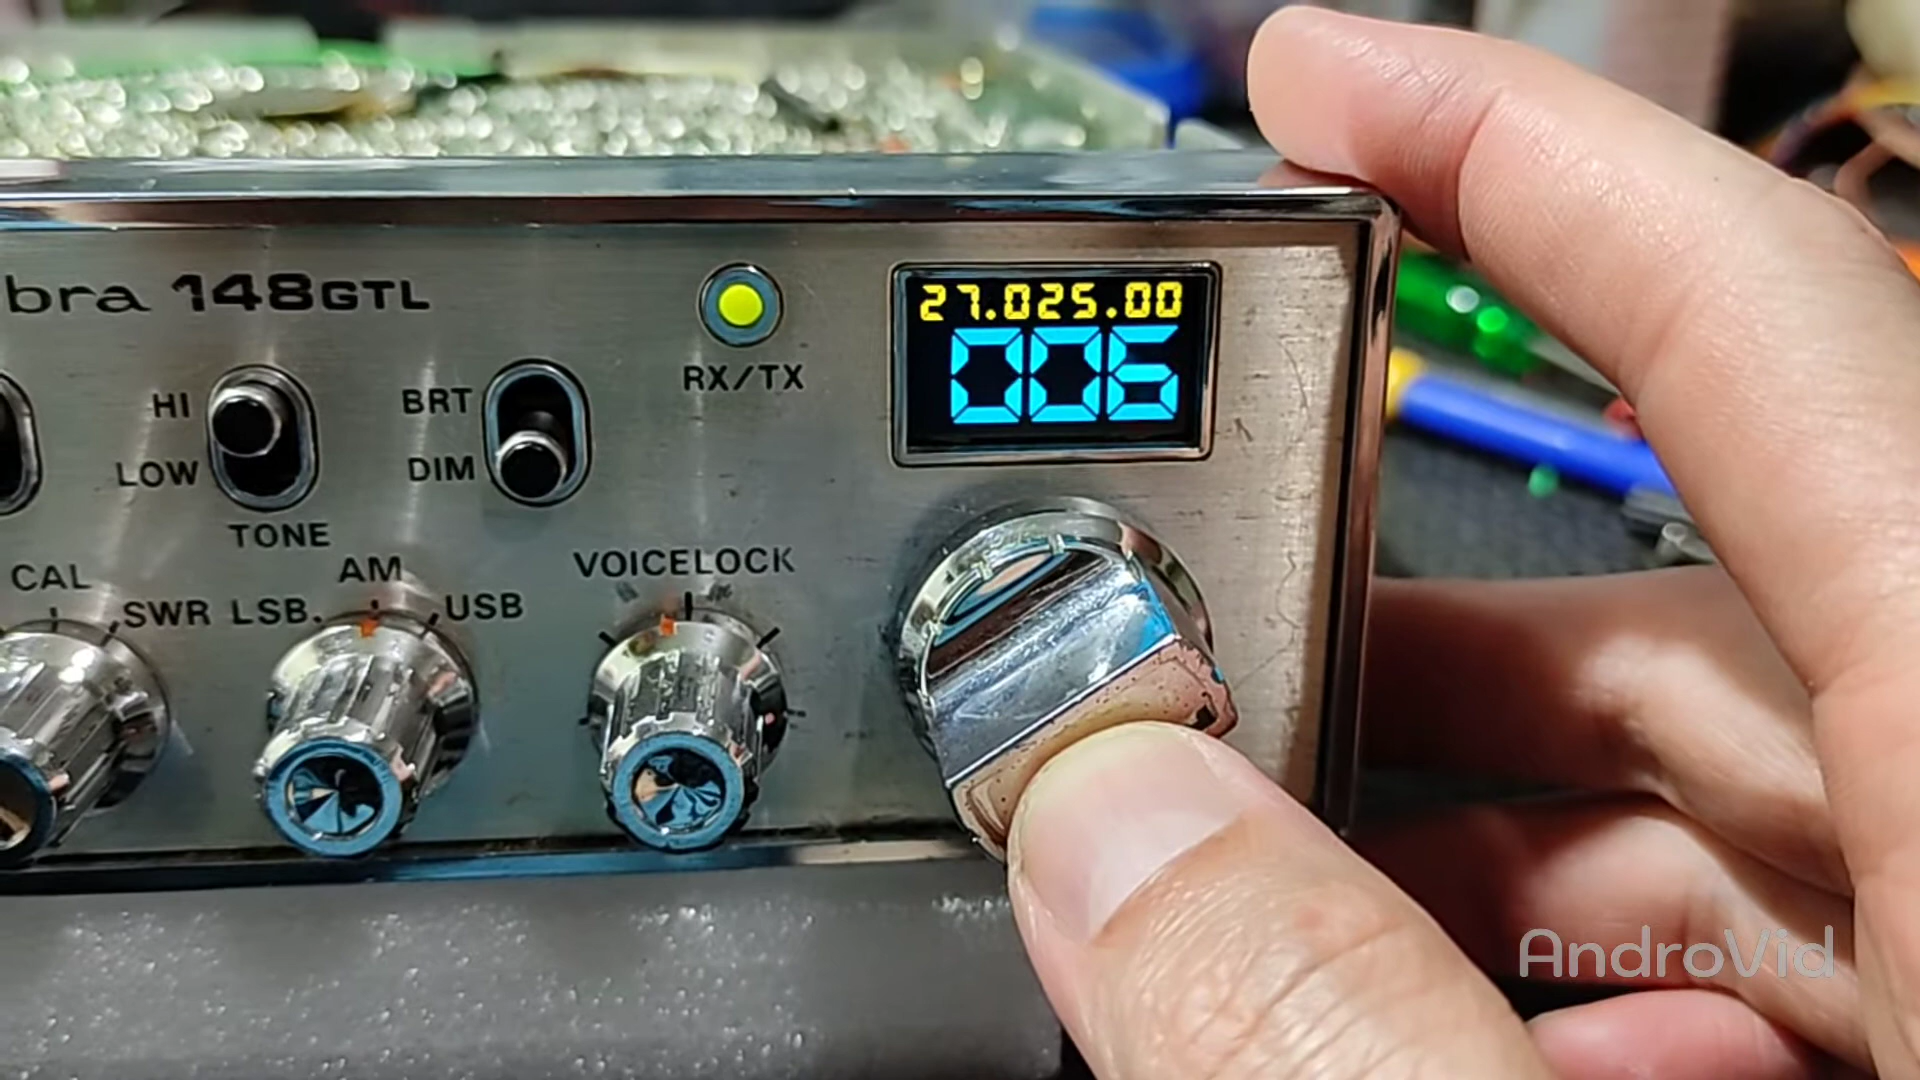 bra 148GTL
27.025.00
006
RX/TX
HI
LOW
TONE
BRT
DIM
CAL
SWR
LSB.
AM
USB
VOICELOCK
AndroVid